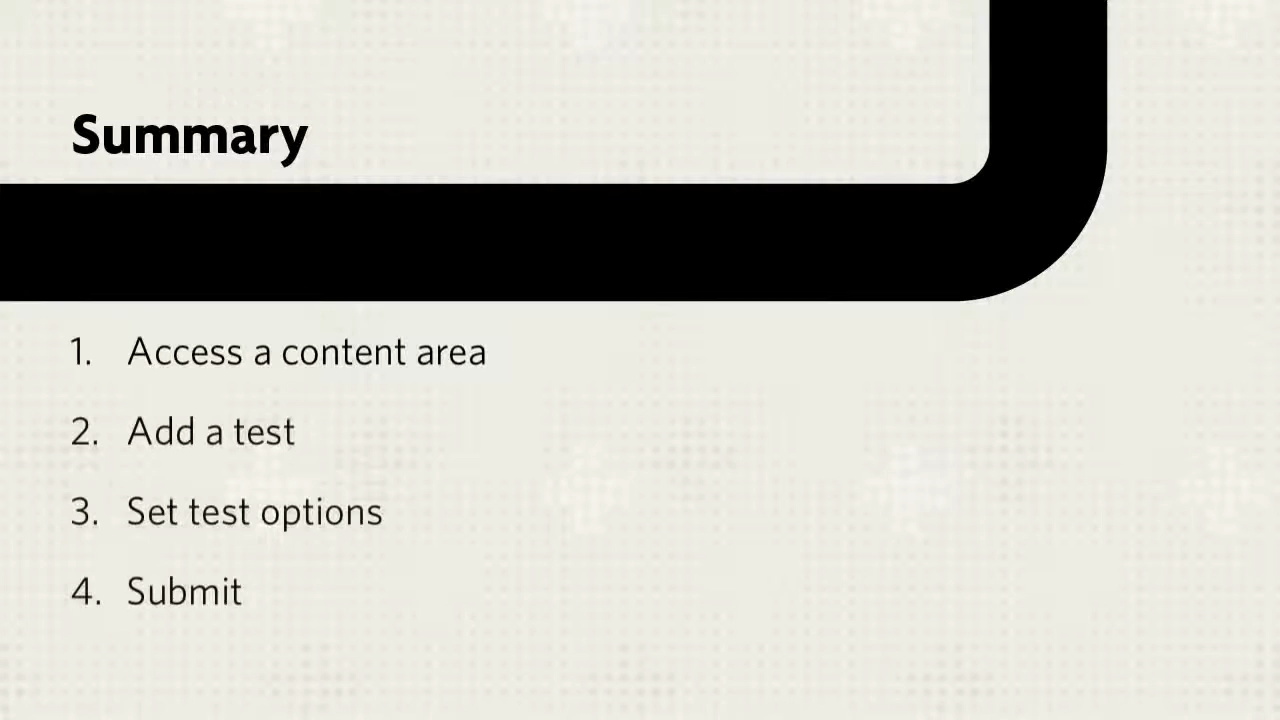 Summary
1. Access a content area
2. Add a test
3. Set test options
4. Submit